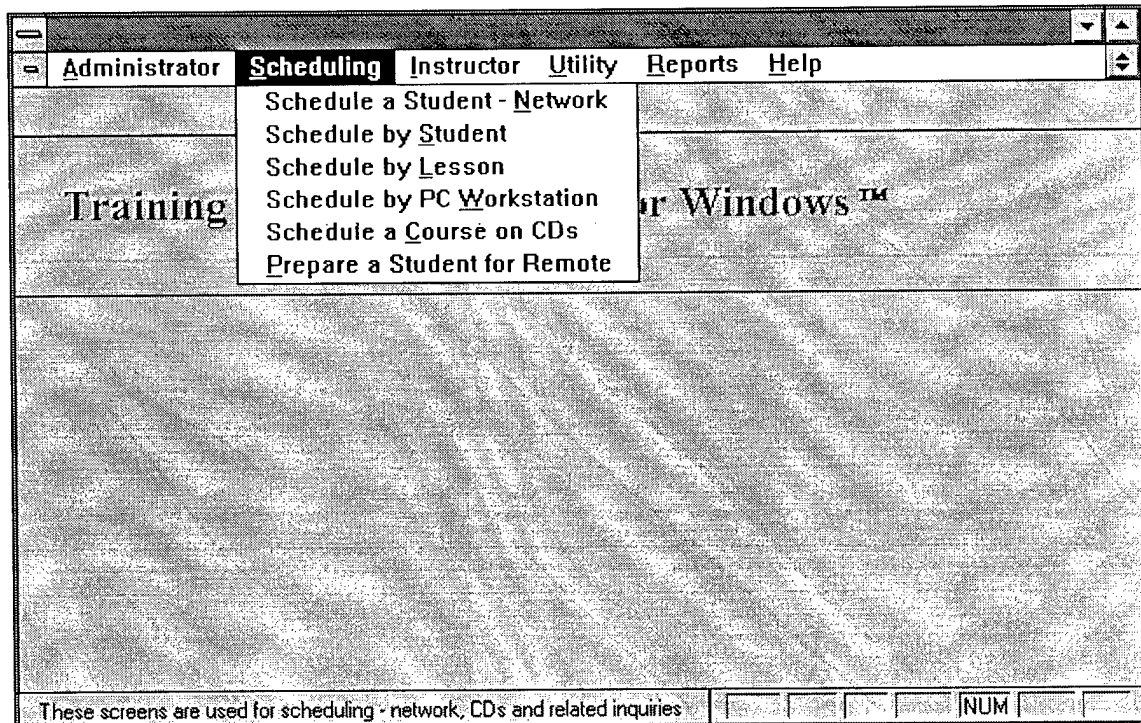 Administrator Scheduling Instructor Utility Reports Help
Schedule a Student - Network
Schedule by Student
Schedule by Lesson
Schedule by PC Workstation
Schedule a Course on CDs
Prepare a Student for Remote
Training r Windows™
These screens are used for scheduling - network, CDs and related inquiries NUM